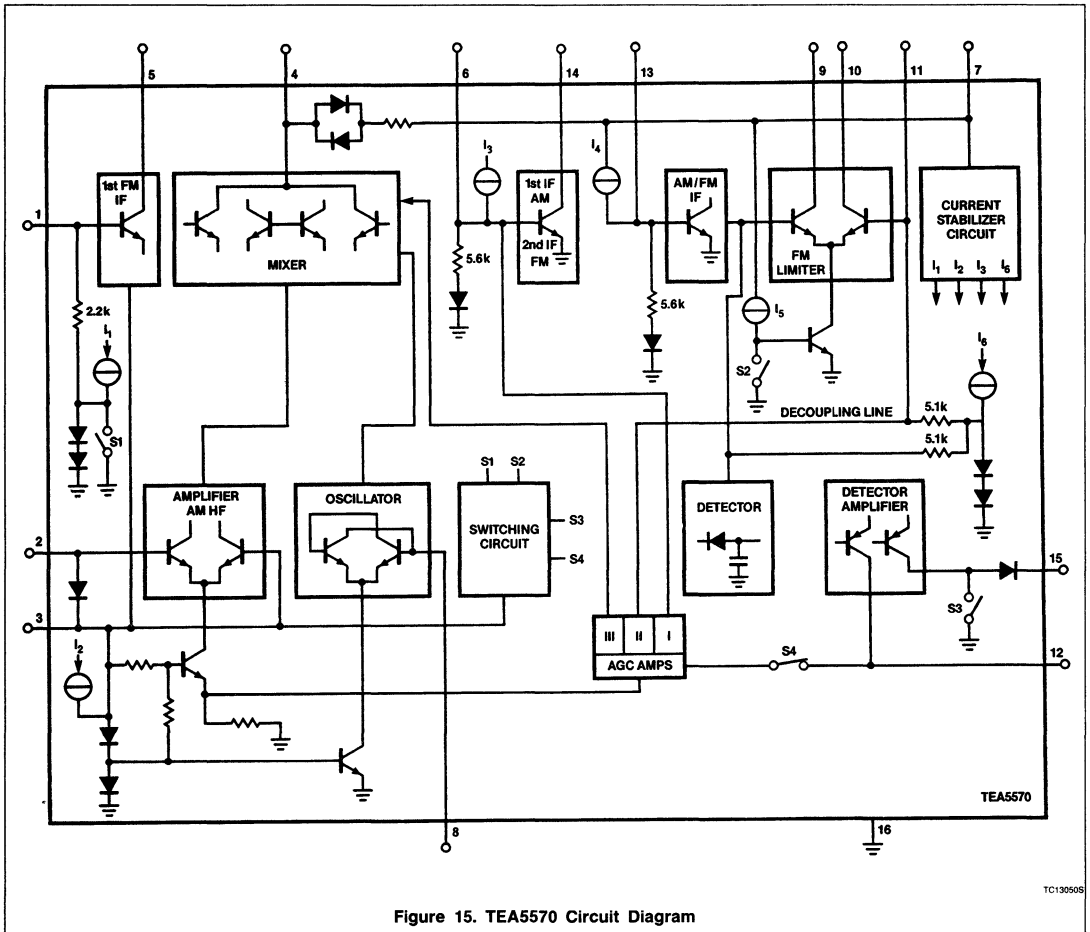 5
4
6
14
13
9
10
11
7
1st FM
IF
1
MIXER
I3
1st IF
AM
2nd IF
FM
5.6k
I4
AM/FM
IF
5.6k
FM
LIMITER
CURRENT
STABILIZER
CIRCUIT
I1 I2 I3 I6
2.2k
I1
S1
I5
S2
I6
DECOUPLING LINE
5.1k
5.1k
AMPLIFIER
AM HF
OSCILLATOR
S1 S2
SWITCHING
CIRCUIT
S3
S4
DETECTOR
DETECTOR
AMPLIFIER
2
15
3
S3
I2
III II I
AGC AMPS
S4
12
TEA5570
8
16
TC13050S
Figure 15. TEA5570 Circuit Diagram